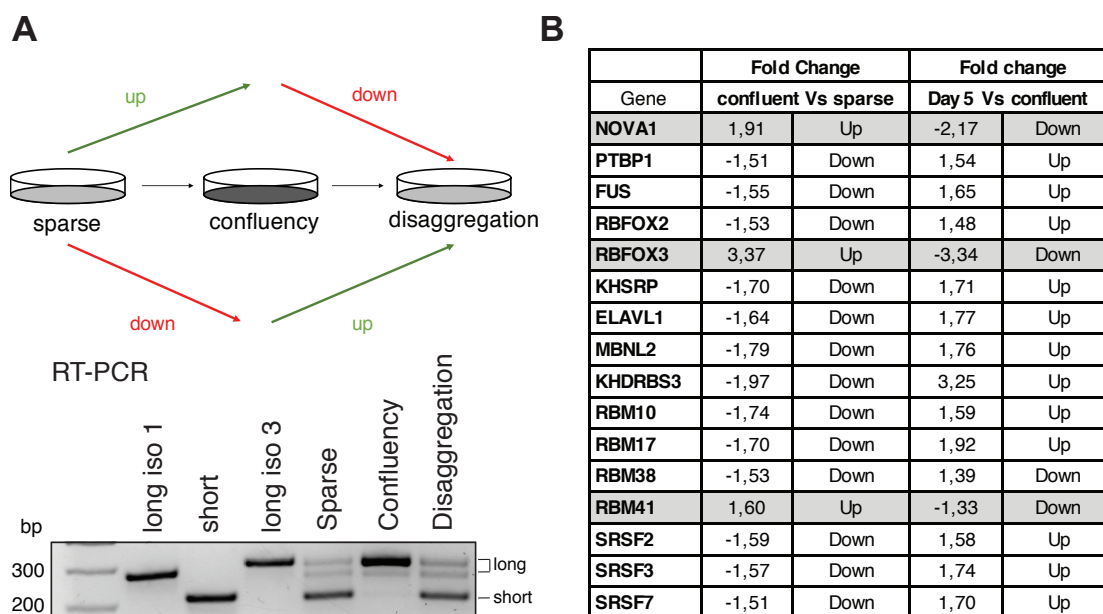 A
up
down
sparse
confluency
disaggregation
down
up
RT-PCR
long iso 1
short
long iso 3
Sparse
Confluency
Disaggregation
bp
300
200
long
short
B
Fold Change Fold change
Gene confluent Vs sparse Day 5 Vs confluent
NOVA1 1,91 Up -2,17 Down
PTBP1 -1,51 Down 1,54 Up
FUS -1,55 Down 1,65 Up
RBFOX2 -1,53 Down 1,48 Up
RBFOX3 3,37 Up -3,34 Down
KHSRP -1,70 Down 1,71 Up
ELAVL1 -1,64 Down 1,77 Up
MBNL2 -1,79 Down 1,76 Up
KHDRBS3 -1,97 Down 3,25 Up
RBM10 -1,74 Down 1,59 Up
RBM17 -1,70 Down 1,92 Up
RBM38 -1,53 Down 1,39 Down
RBM41 1,60 Up -1,33 Down
SRSF2 -1,59 Down 1,58 Up
SRSF3 -1,57 Down 1,74 Up
SRSF7 -1,51 Down 1,70 Up